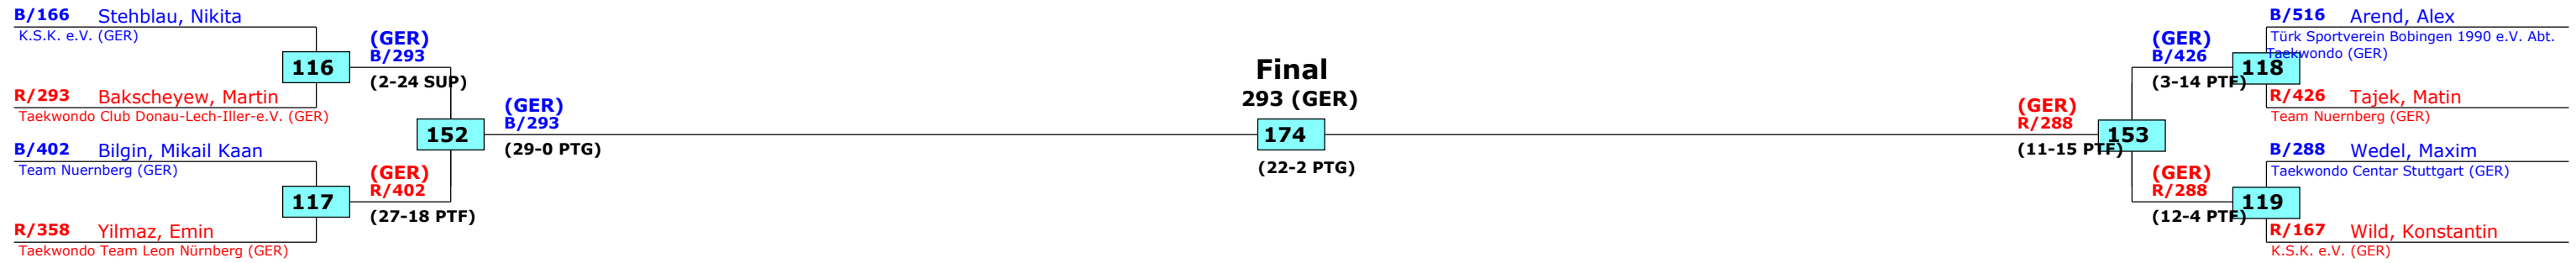 B/166 Stehblau, Nikita
K.S.K. e.V. (GER)
116
R/293 Bakscheyew, Martin
Taekwondo Club Donau-Lech-Iller-e.V. (GER)
B/402 Bilgin, Mikail Kaan
Team Nuernberg (GER)
117
R/358 Yilmaz, Emin
Taekwondo Team Leon Nürnberg (GER)
(GER)
B/293
(2-24 SUP)
(GER)
R/402
(27-18 PTF)
152
(GER)
B/293
(29-0 PTG)
Final
293 (GER)
174
(22-2 PTG)
(GER)
R/288
(11-15 PTF)
153
(GER)
B/426
(3-14 PTF)
(GER)
R/288
(12-4 PTF)
B/516 Arend, Alex
Türk Sportverein Bobingen 1990 e.V. Abt.
Taekwondo (GER)
118
R/426 Tajek, Matin
Team Nuernberg (GER)
B/288 Wedel, Maxim
Taekwondo Centar Stuttgart (GER)
119
R/167 Wild, Konstantin
K.S.K. e.V. (GER)